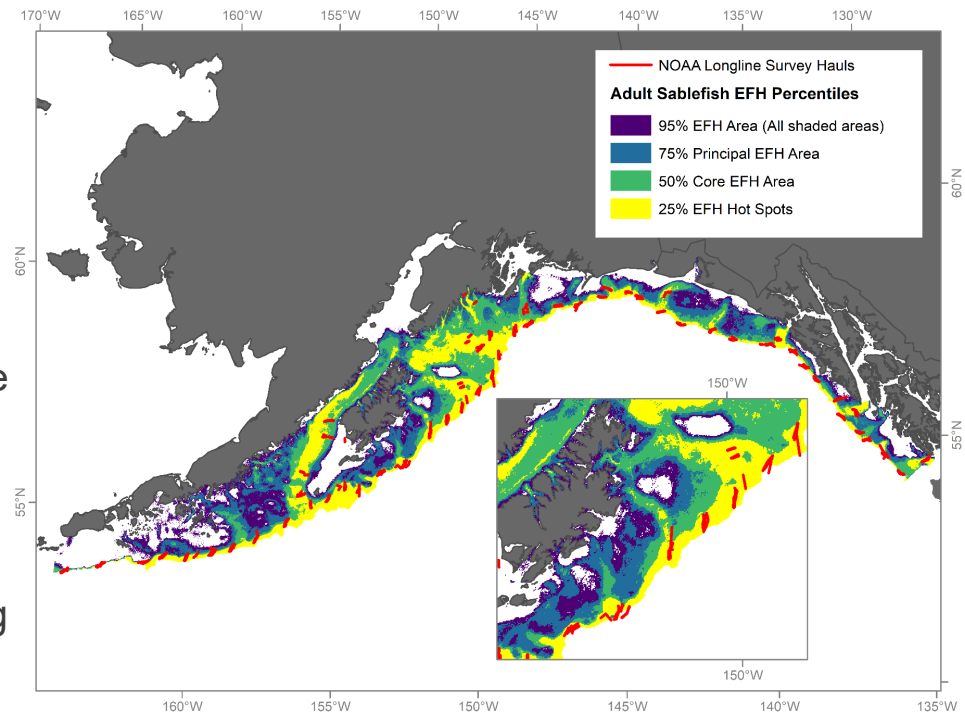 170°W 165°W 160°W 155°W 150°W 145°W 140°W 135°W 130°W
NOAA Longline Survey Hauls
Adult Sablefish EFH Percentiles
95% EFH Area (All shaded areas)
75% Principal EFH Area
50% Core EFH Area
25% EFH Hot Spots
60°N
60°N
150°W
55°N
55°N
150°W
160°W 155°W 150°W 145°W 140°W 135°W
e
g